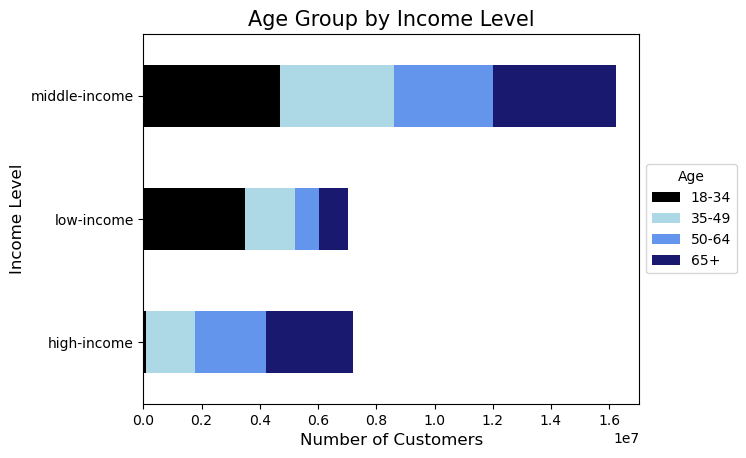 Age Group by Income Level
middle-income
low-income
high-income
Income Level
0.0 0.2 0.4 0.6 0.8 1.0 1.2 1.4 1.6
1e7
Number of Customers
Age
18-34
35-49
50-64
65+